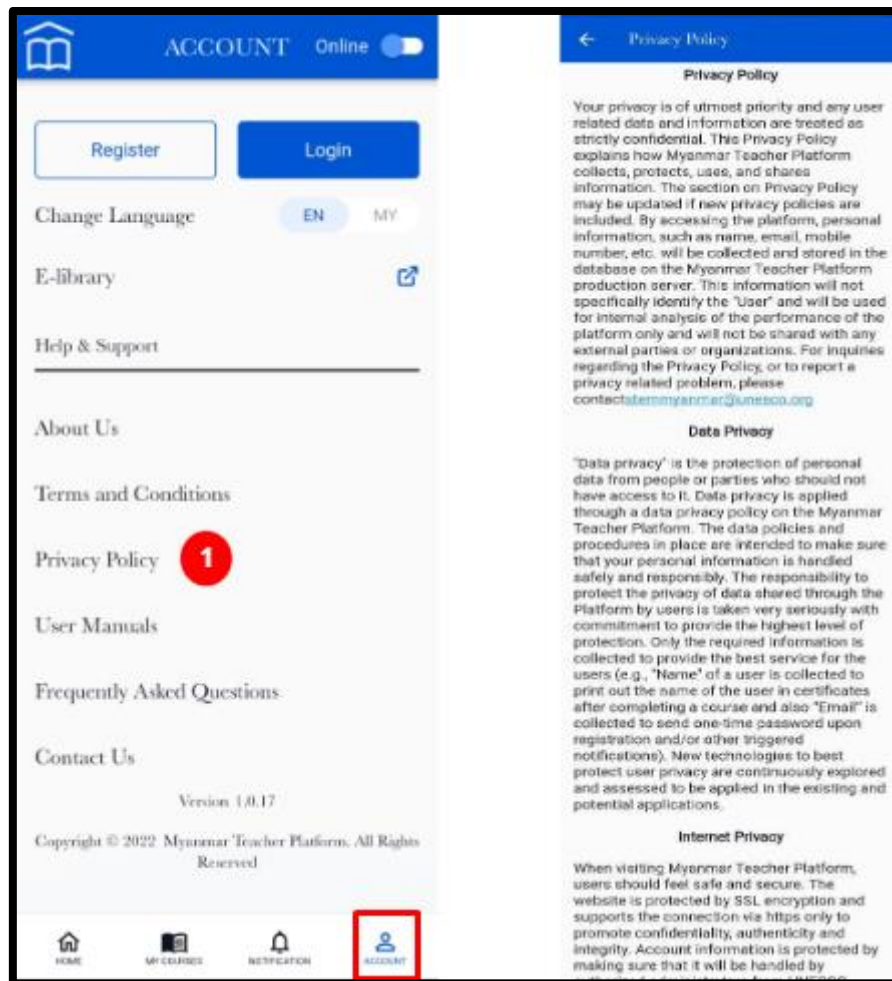 ACCOUNT Online
Register Login
Change Language EN MY
E-library
Help & Support
About Us
Terms and Conditions
Privacy Policy 1
User Manuals
Frequently Asked Questions
Contact Us
Version 1.0.17
Copyright © 2022 Myanmar Teacher Platform. All Rights
Reserved
HOME MY COURSES NOTIFICATION ACCOUNT
Privacy Policy
Privacy Policy
Your privacy is of utmost priority and any user
related data and information are treated as
strictly confidential. This Privacy Policy
explains how Myanmar Teacher Platform
collects, protects, uses, and shares
information. The section on Privacy Policy
may be updated if new privacy policies are
included. By accessing the platform, personal
information, such as name, email, mobile
number, etc. will be collected and stored in the
database on the Myanmar Teacher Platform
production server. This information will not
specifically identify the "User" and will be used
for internal analysis of the performance of the
platform only and will not be shared with any
external parties or organizations. For inquiries
regarding the Privacy Policy, or to report a
privacy related problem, please
contactstemmyanmar@unesco.org
Data Privacy
"Data privacy" is the protection of personal
data from people or parties who should not
have access to it. Data privacy is applied
through a data privacy policy on the Myanmar
Teacher Platform. The data policies and
procedures in place are intended to make sure
that your personal information is handled
safely and responsibly. The responsibility to
protect the privacy of data shared through the
Platform by users is taken very seriously with
commitment to provide the highest level of
protection. Only the required information is
collected to provide the best service for the
users (e.g., "Name" of a user is collected to
print out the name of the user in certificates
after completing a course and also "Email" is
collected to send one-time password upon
registration and/or other triggered
notifications). New technologies to best
protect user privacy are continuously explored
and assessed to be applied in the existing and
potential applications.
Internet Privacy
When visiting Myanmar Teacher Platform,
users should feel safe and secure. The
website is protected by SSL encryption and
supports the connection via https only to
promote confidentiality, authenticity and
integrity. Account information is protected by
making sure that it will be handled by